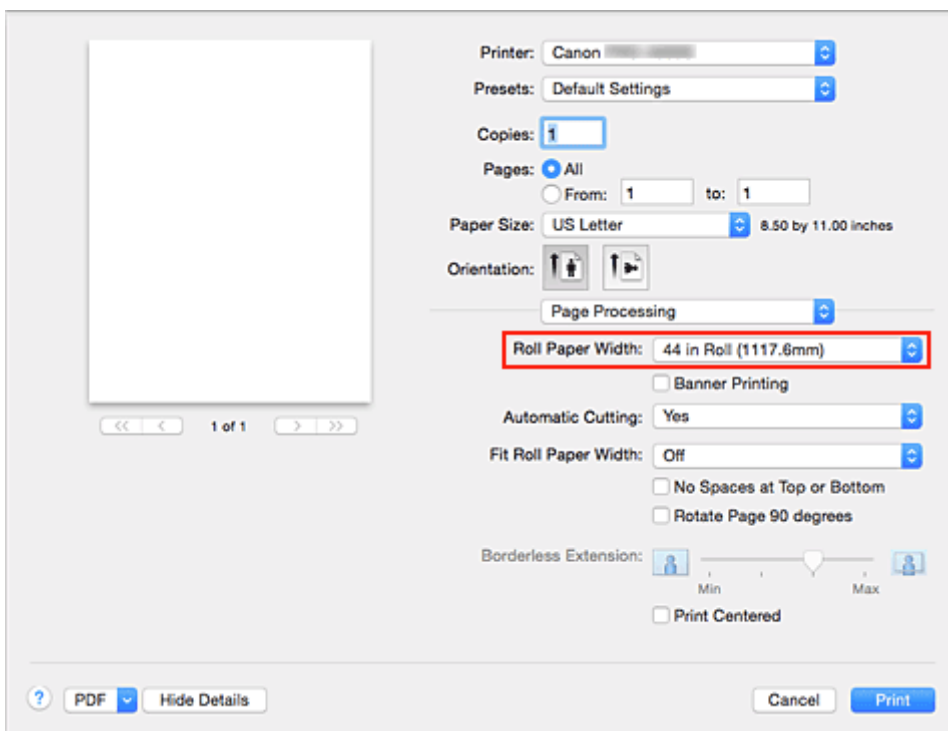 Printer: Canon
Presets: Default Settings
Copies: 1
Pages: All
From: 1 to: 1
Paper Size: US Letter 8.50 by 11.00 inches
Orientation:
Page Processing
Roll Paper Width: 44 in Roll (1117.6mm)
Banner Printing
1 of 1
Automatic Cutting: Yes
Fit Roll Paper Width: Off
No Spaces at Top or Bottom
Rotate Page 90 degrees
Borderless Extension:
Min Max
Print Centered
? PDF Hide Details Cancel Print